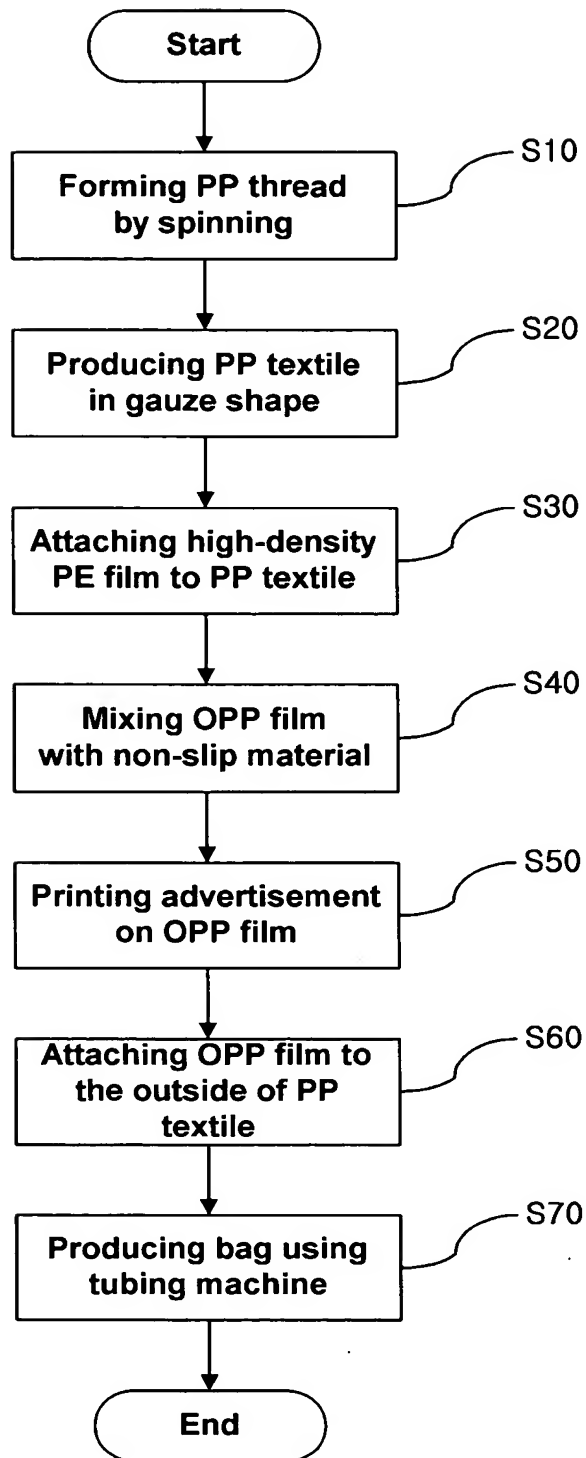 Start
S10
Forming PP thread
by spinning
S20
Producing PP textile
in gauze shape
S30
Attaching high-density
PE film to PP textile
S40
Mixing OPP film
with non-slip material
S50
Printing advertisement
on OPP film
S60
Attaching OPP film to
the outside of PP
textile
S70
Producing bag using
tubing machine
End